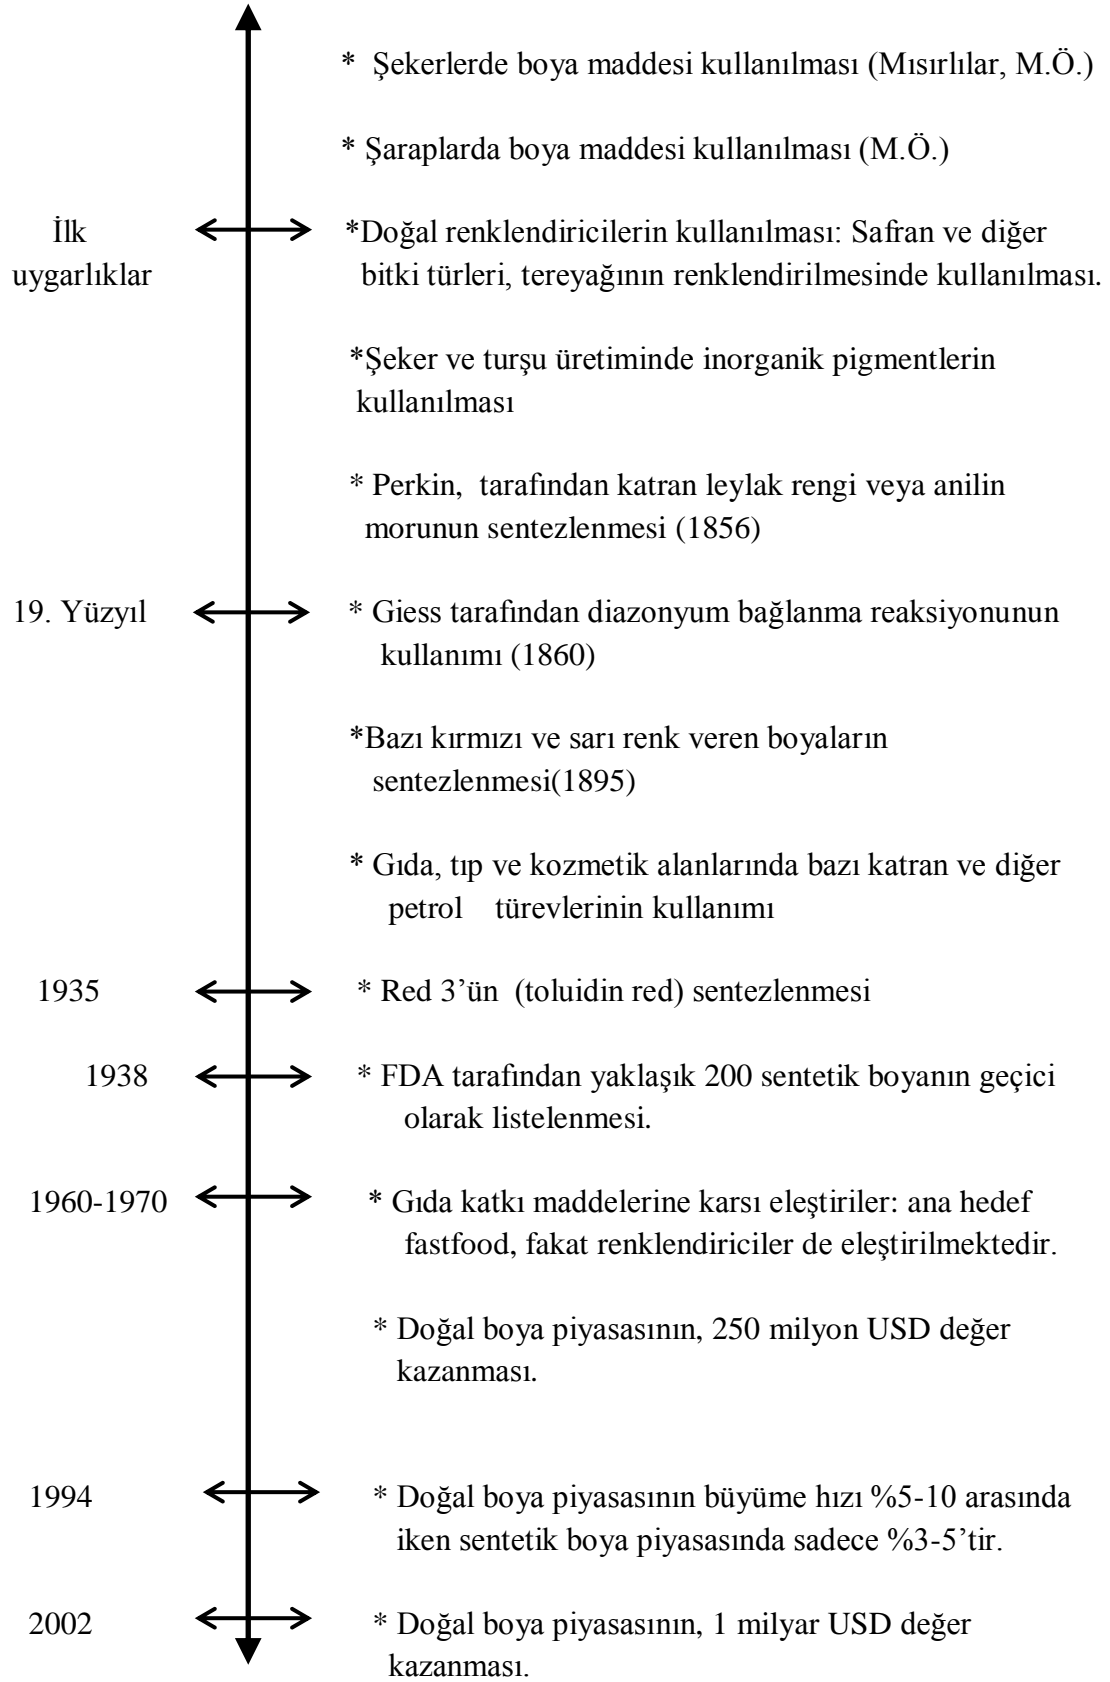 * Şekerlerde boya maddesi kullanılması (Mısırlılar, M.Ö.)
* Şaraplarda boya maddesi kullanılması (M.Ö.)
İlk
uygarlıklar
*Doğal renklendiricilerin kullanılması: Safran ve diğer
bitki türleri, tereyağının renklendirilmesinde kullanılması.
*Şeker ve turşu üretiminde inorganik pigmentlerin
kullanılması
* Perkin, tarafından katran leylak rengi veya anilin
morunun sentezlenmesi (1856)
19. Yüzyıl
* Giess tarafından diazonyum bağlanma reaksiyonunun
kullanımı (1860)
*Bazı kırmızı ve sarı renk veren boyaların
sentezlenmesi(1895)
* Gıda, tıp ve kozmetik alanlarında bazı katran ve diğer
petrol türevlerinin kullanımı
1935
* Red 3’ün (toluidin red) sentezlenmesi
1938
* FDA tarafından yaklaşık 200 sentetik boyanın geçici
olarak listelenmesi.
1960-1970
* Gıda katkı maddelerine karsı eleştiriler: ana hedef
fastfood, fakat renklendiriciler de eleştirilmektedir.
* Doğal boya piyasasının, 250 milyon USD değer
kazanması.
1994
* Doğal boya piyasasının büyüme hızı %5-10 arasında
iken sentetik boya piyasasında sadece %3-5’tir.
2002
* Doğal boya piyasasının, 1 milyar USD değer
kazanması.